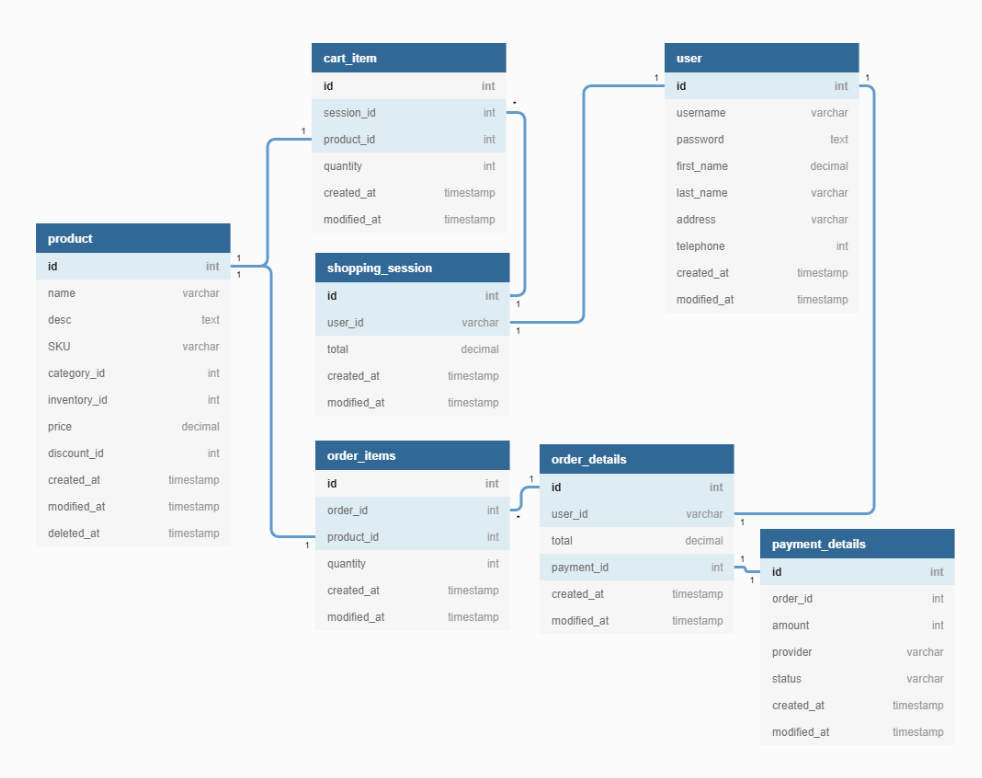 cart_item
id int
session_id int
product_id int
quantity int
created_at timestamp
modified_at timestamp
user
id int
username varchar
password text
first_name decimal
last_name varchar
address varchar
telephone int
created_at timestamp
modified_at timestamp
product
id int
name varchar
desc text
SKU varchar
category_id int
inventory_id int
price decimal
discount_id int
created_at timestamp
modified_at timestamp
deleted_at timestamp
shopping_session
id int
user_id varchar
total decimal
created_at timestamp
modified_at timestamp
order_items
id int
order_id int
product_id int
quantity int
created_at timestamp
modified_at timestamp
order_details
id int
user_id varchar
total decimal
payment_id int
created_at timestamp
modified_at timestamp
payment_details
id int
order_id int
amount int
provider varchar
status varchar
created_at timestamp
modified_at timestamp
1
1
1
1
1
1
1
1
1
1
1
1